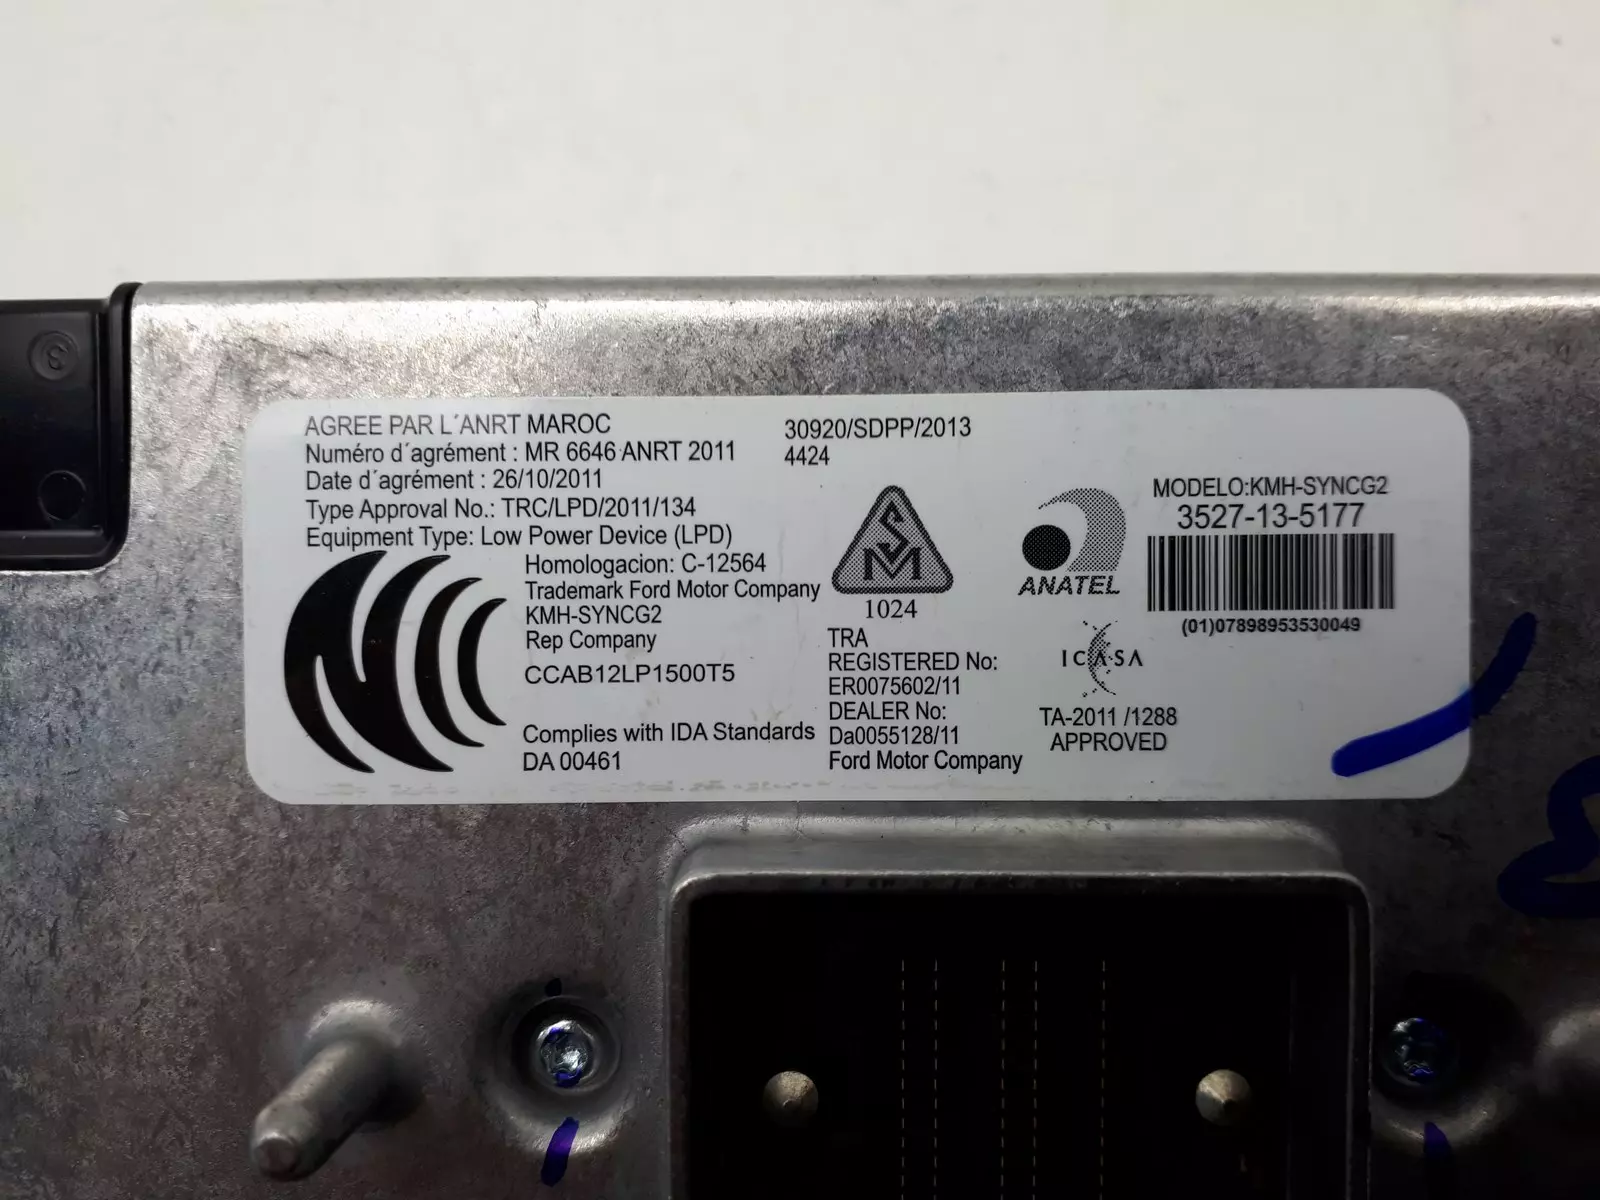 AGREE PAR L´ANRT MAROC
Numéro d´agrément : MR 6646 ANRT 2011
Date d´agrément : 26/10/2011
Type Approval No.: TRC/LPD/2011/134
Equipment Type: Low Power Device (LPD)
Homologacion: C-12564
Trademark Ford Motor Company
KMH-SYNCG2
Rep Company
CCAB12LP1500T5
Complies with IDA Standards
DA 00461
30920/SDPP/2013
4424
SVM
1024
TRA
REGISTERED No:
ER0075602/11
DEALER No:
Da0055128/11
Ford Motor Company
ANATEL
ICASA
TA-2011 /1288
APPROVED
MODELO:KMH-SYNCG2
3527-13-5177
(01)07898953530049
3